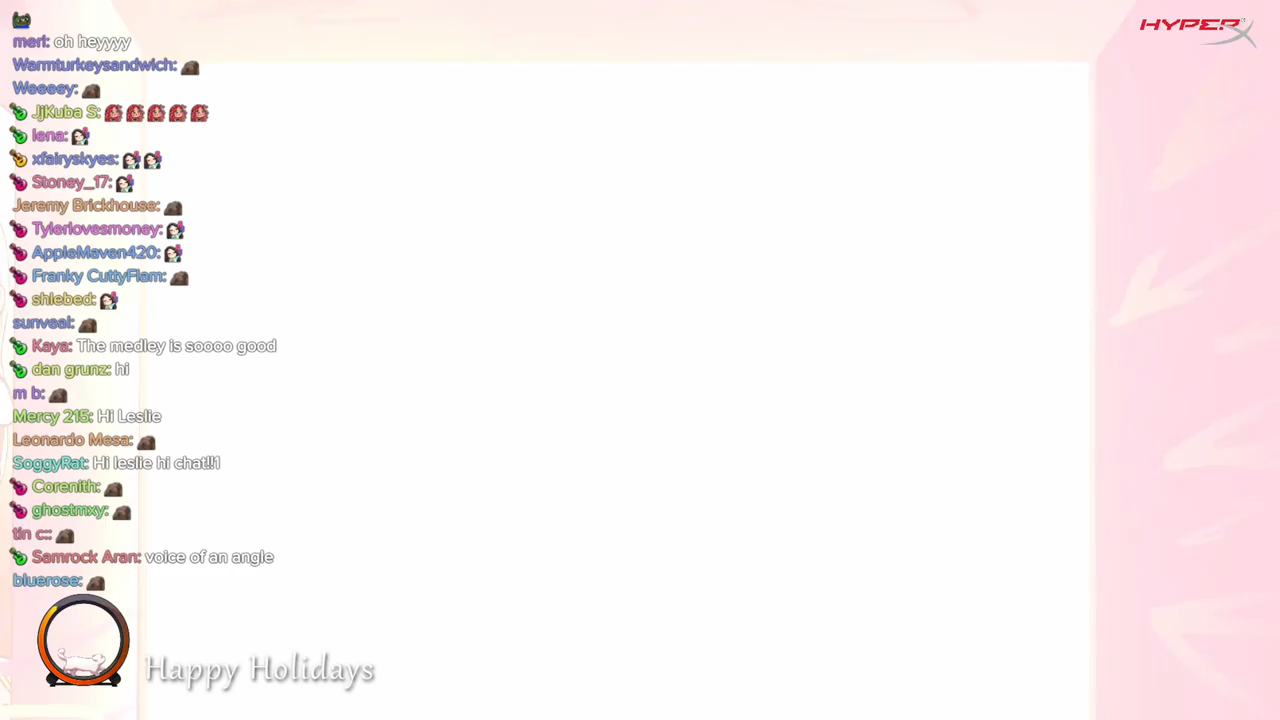 HYPERX
meri: oh heyyyy
Warmturkeysandwich:
Weeeey:
JjKuba S:
lena:
xfairyskyes:
Stoney_17:
Jeremy Brickhouse:
Tylerlovesmoney:
AppleMaven420:
Franky CuttyFlam:
shlebed:
sunveal:
Kaya: The medley is soooo good
dan grunz: hi
m b:
Mercy 215: Hi Leslie
Leonardo Mesa:
SoggyRat: Hi leslie hi chat!!1
Corenith:
ghostmxy:
tin c::
Samrock Aran: voice of an angle
bluerose:
Happy Holidays